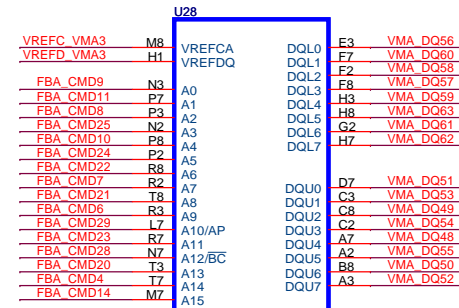 U28
VREFC_VMA3 M8 VREFCA DQL0 E3 VMA_DQ56
VREFD_VMA3 H1 VREFDQ DQL1 F7 VMA_DQ60
DQL2 F2 VMA_DQ58
FBA_CMD9 N3 A0 DQL3 F8 VMA_DQ57
FBA_CMD11 P7 A1 DQL4 H3 VMA_DQ59
FBA_CMD8 P3 A2 DQL5 H8 VMA_DQ63
FBA_CMD25 N2 A3 DQL6 G2 VMA_DQ61
FBA_CMD10 P8 A4 DQL7 H7 VMA_DQ62
FBA_CMD24 P2 A5
FBA_CMD22 R8 A6
FBA_CMD7 R2 A7 DQU0 D7 VMA_DQ51
FBA_CMD21 T8 A8 DQU1 C3 VMA_DQ53
FBA_CMD6 R3 A9 DQU2 C8 VMA_DQ49
FBA_CMD29 L7 A10/AP DQU3 C2 VMA_DQ54
FBA_CMD23 R7 A11 DQU4 A7 VMA_DQ48
FBA_CMD28 N7 A12/BC DQU5 A2 VMA_DQ55
FBA_CMD20 T3 A13 DQU6 B8 VMA_DQ50
FBA_CMD4 T7 A14 DQU7 A3 VMA_DQ52
FBA_CMD14 M7 A15